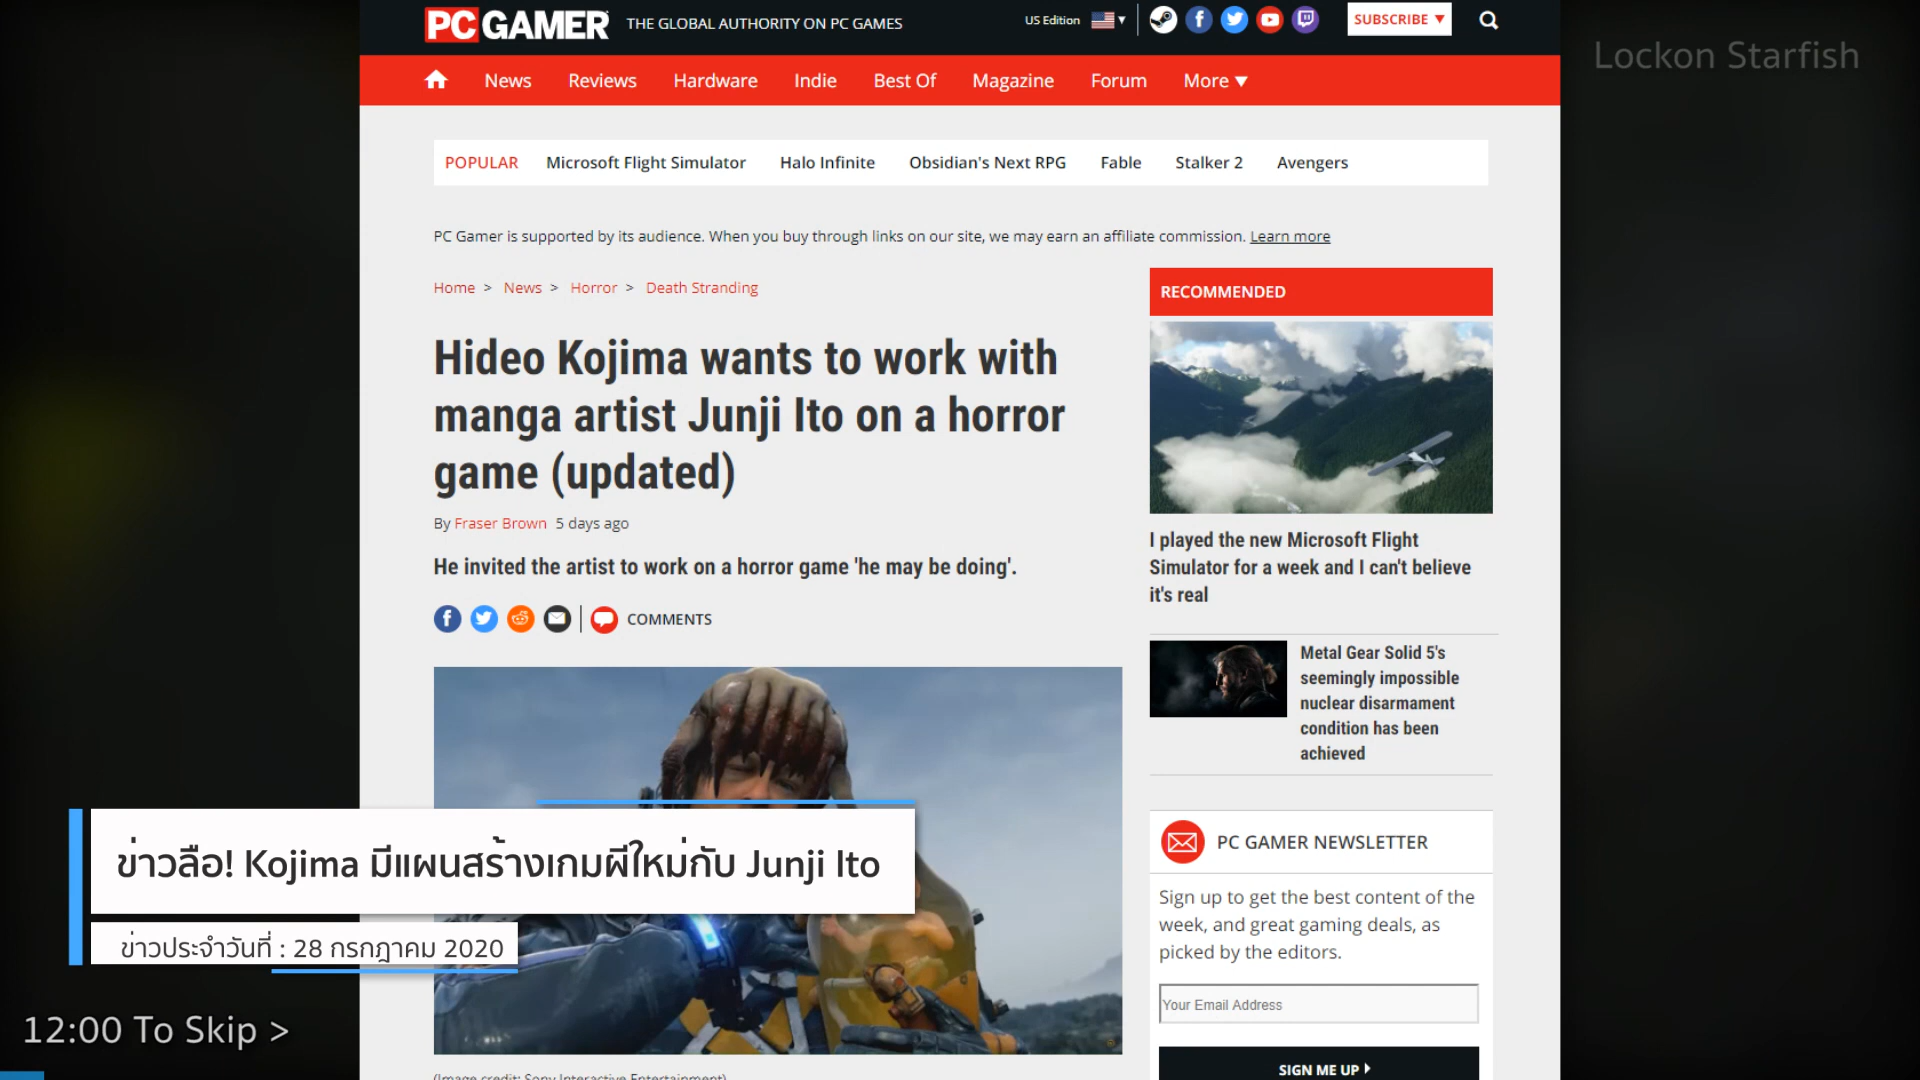 PC GAMER THE GLOBAL AUTHORITY ON PC GAMES
US Edition
SUBSCRIBE
Lockon Starfish
News Reviews Hardware Indie Best Of Magazine Forum More
POPULAR Microsoft Flight Simulator Halo Infinite Obsidian's Next RPG Fable Stalker 2 Avengers
PC Gamer is supported by its audience. When you buy through links on our site, we may earn an affiliate commission. Learn more
Home > News > Horror > Death Stranding
Hideo Kojima wants to work with
manga artist Junji Ito on a horror
game (updated)
By Fraser Brown 5 days ago
He invited the artist to work on a horror game 'he may be doing'.
COMMENTS
RECOMMENDED
I played the new Microsoft Flight
Simulator for a week and I can't believe
it's real
Metal Gear Solid 5's
seemingly impossible
nuclear disarmament
condition has been
achieved
PC GAMER NEWSLETTER
Sign up to get the best content of the
week, and great gaming deals, as
picked by the editors.
Your Email Address
SIGN ME UP
ข่าวลือ! Kojima มีแผนสร้างเกมผีใหม่กับ Junji Ito
ข่าวประจำวันที่ : 28 กรกฎาคม 2020
12:00 To Skip >
(Image credit: Sony Interactive Entertainment)